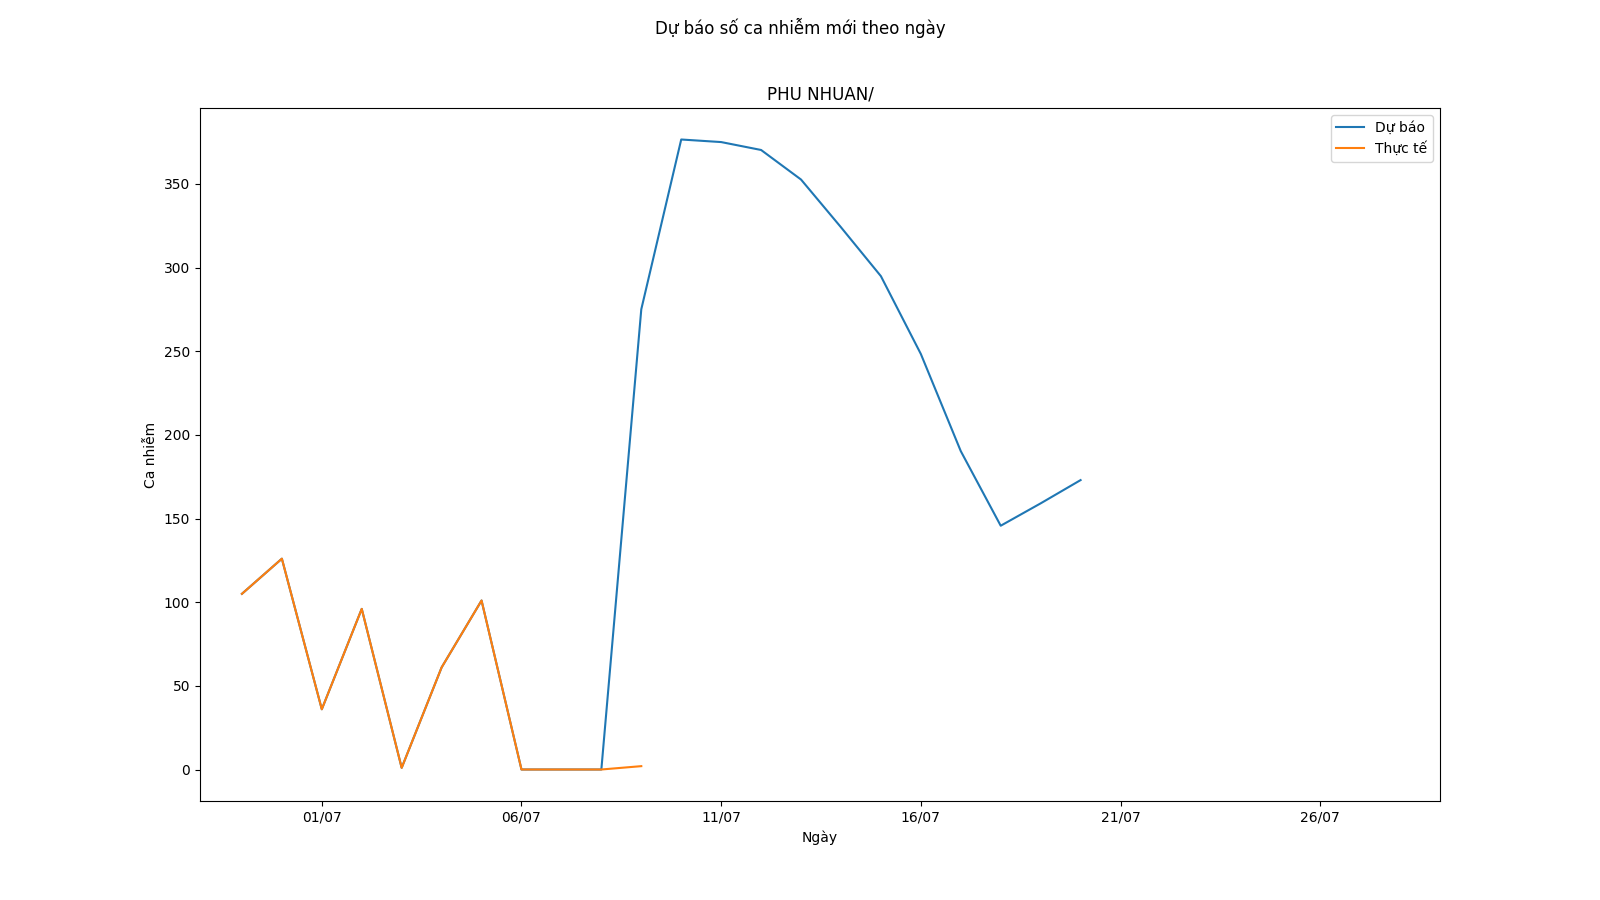 Dự báo số ca nhiễm mới theo ngày
PHU NHUAN/
Dự báo
Thực tế
Ca nhiễm
350
300
250
200
150
100
50
0
01/07
06/07
11/07
16/07
21/07
26/07
Ngày